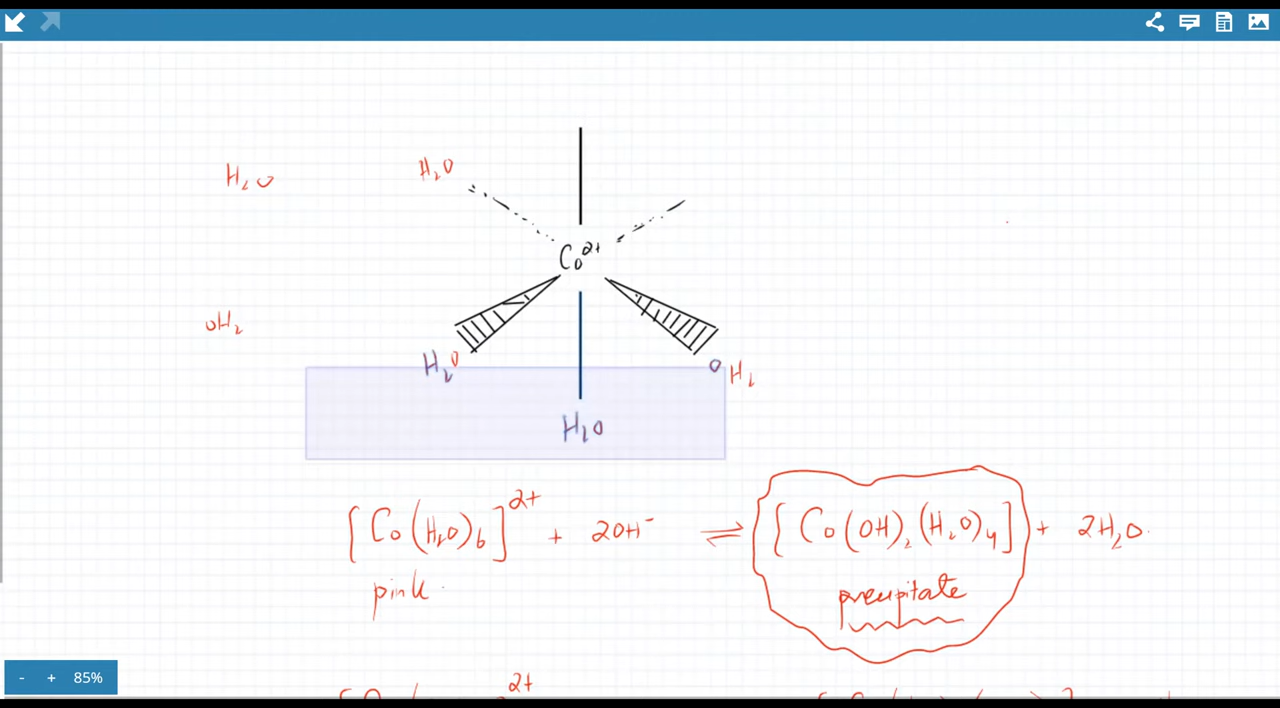 H₂O H₂O
Co²⁺
OH₂
H₂O OH₂
H₂O
[Co(H₂O)₆]²⁺ + 2OH⁻ ⇌ [Co(OH)₂(H₂O)₄] + 2H₂O.
pink precipitate
2+
- + 85%